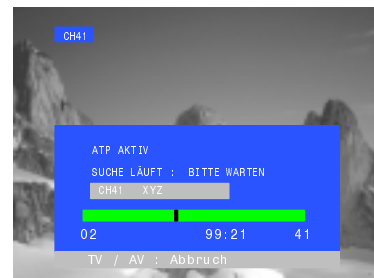 CH41
ATP AKTIV
SUCHE LÄUFT : BITTE WARTEN
CH41 XYZ
02 99:21 41
TV / AV : Abbruch